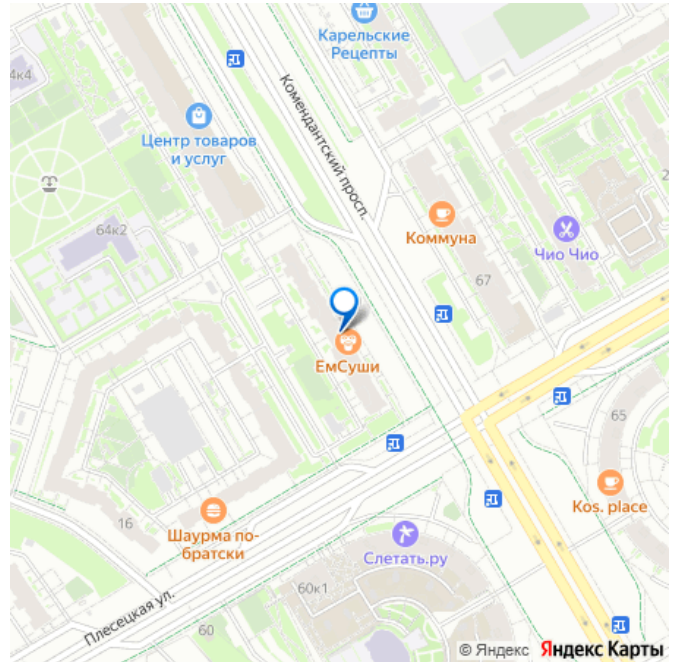 Карельские
Рецепты
4к4
Комендантский просп.
Центр товаров
и услуг
2
64к2
Коммуна
Чио Чио
67
ЕмСуши
65
Kos. place
16
Шаурма по-
братски
Слетать.ру
60к1
Плесецкая ул.
60
© Яндекс Яндекс Карты